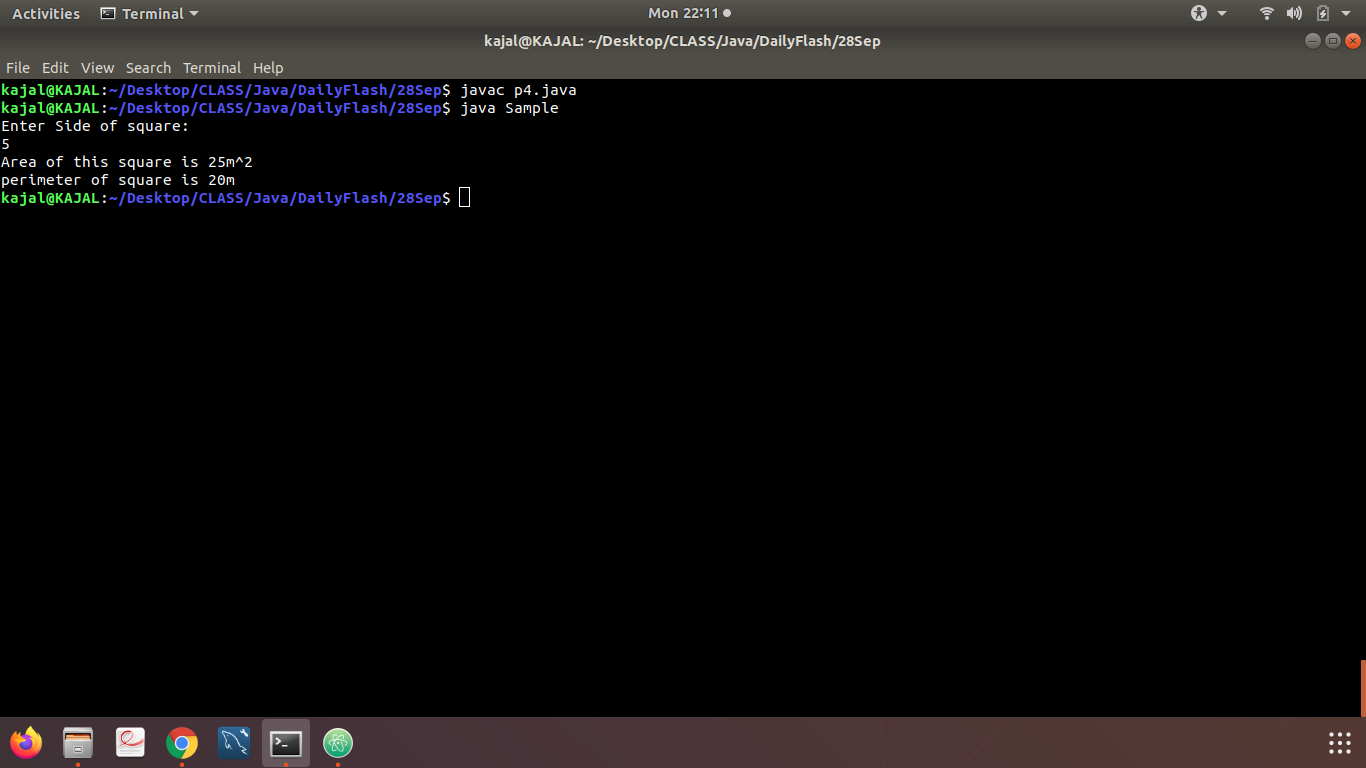 Activities Terminal Mon 22:11
kajal@KAJAL: ~/Desktop/CLASS/Java/DailyFlash/28Sep
File Edit View Search Terminal Help
kajal@KAJAL:~/Desktop/CLASS/Java/DailyFlash/28Sep$ javac p4.java
kajal@KAJAL:~/Desktop/CLASS/Java/DailyFlash/28Sep$ java Sample
Enter Side of square:
5
Area of this square is 25m^2
perimeter of square is 20m
kajal@KAJAL:~/Desktop/CLASS/Java/DailyFlash/28Sep$